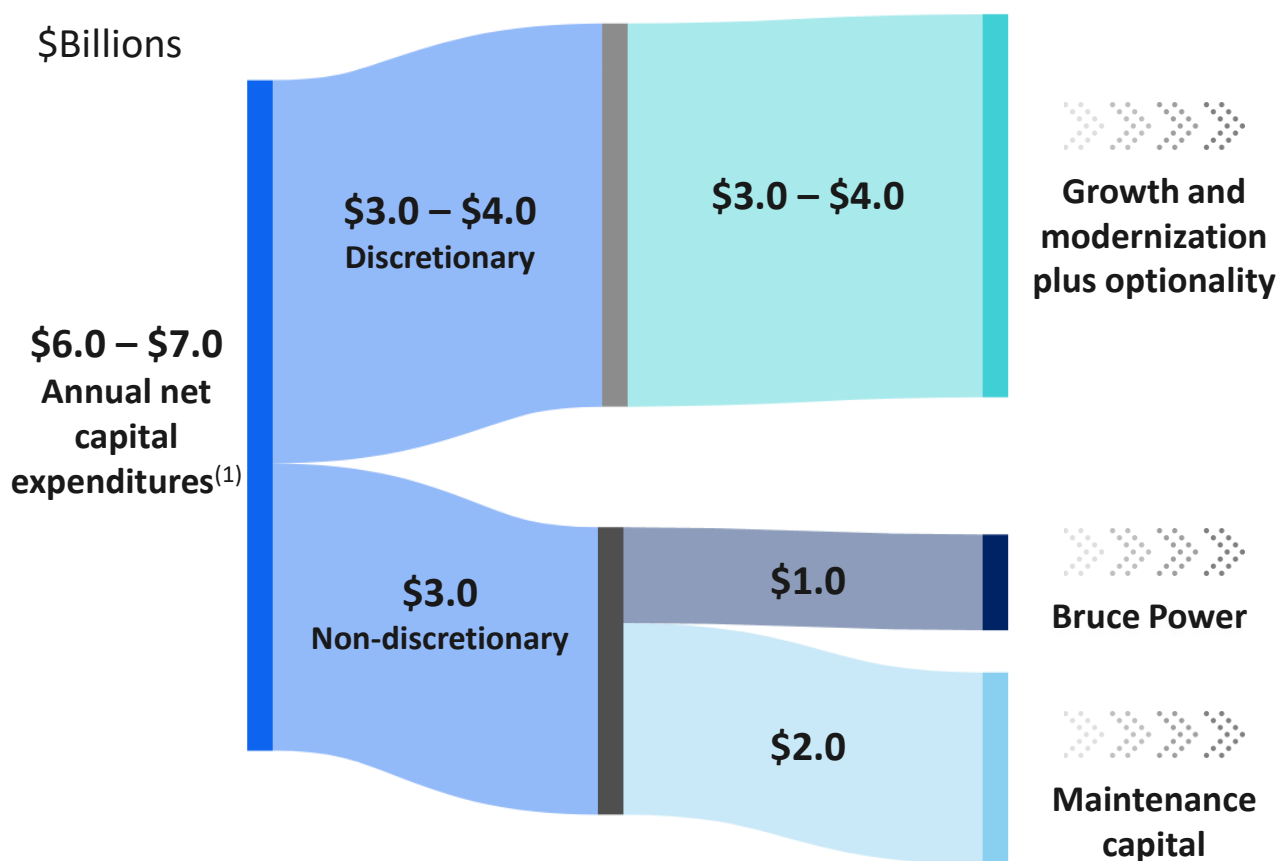 $Billions
$6.0 – $7.0
Annual net
capital
expenditures(1)
$3.0 – $4.0
Discretionary
$3.0
Non-discretionary
$3.0 – $4.0
$1.0
$2.0
Growth and
modernization
plus optionality
Bruce Power
Maintenance
capital